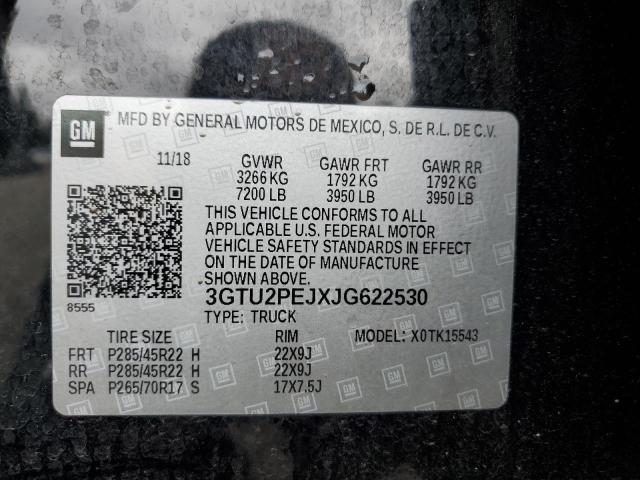 GM MFD BY GENERAL MOTORS DE MEXICO, S. DE R.L. DE C.V.
11/18 GVWR GAWR FRT GAWR RR
3266 KG 1792 KG 1792 KG
7200 LB 3950 LB 3950 LB
THIS VEHICLE CONFORMS TO ALL
APPLICABLE U.S. FEDERAL MOTOR
VEHICLE SAFETY STANDARDS IN EFFECT
ON THE DATE OF MANUFACTURE
SHOWN ABOVE.
3GTU2PEJXJG622530
8555 TYPE: TRUCK
TIRE SIZE RIM MODEL: X0TK15543
FRT P285/45R22 H 22X9J
RR P285/45R22 H 22X9J
SPA P265/70R17 S 17X7.5J